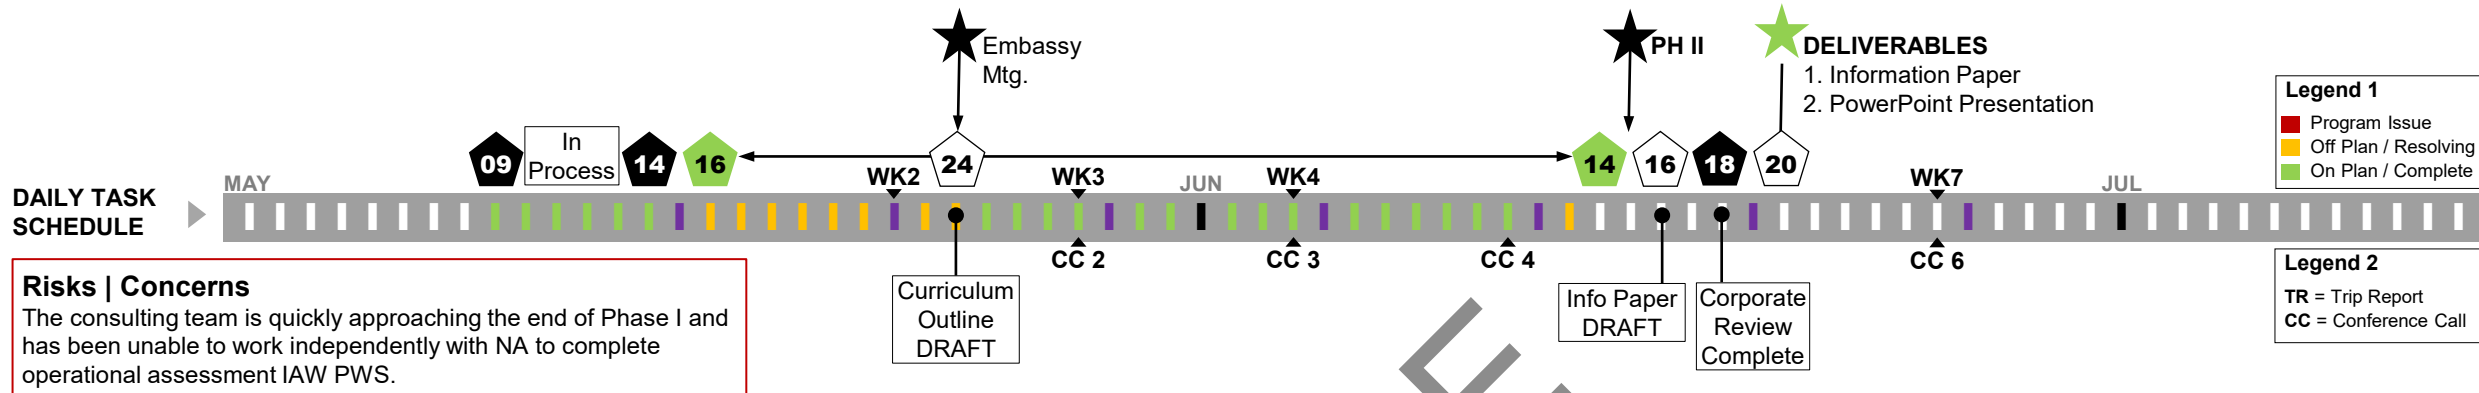 Embassy
Mtg.
PH II
DELIVERABLES
1. Information Paper
2. PowerPoint Presentation
Legend 1
Program Issue
Off Plan / Resolving
On Plan / Complete
09
In
Process
14
16
24
14
16
18
20
WK2
WK3
WK4
WK7
MAY
JUN
JUL
DAILY TASK
SCHEDULE
CC 2
CC 3
CC 4
CC 6
Curriculum
Outline
DRAFT
Info Paper
DRAFT
Corporate
Review
Complete
Legend 2
TR = Trip Report
CC = Conference Call
Risks | Concerns
The consulting team is quickly approaching the end of Phase I and
has been unable to work independently with NA to complete
operational assessment IAW PWS.